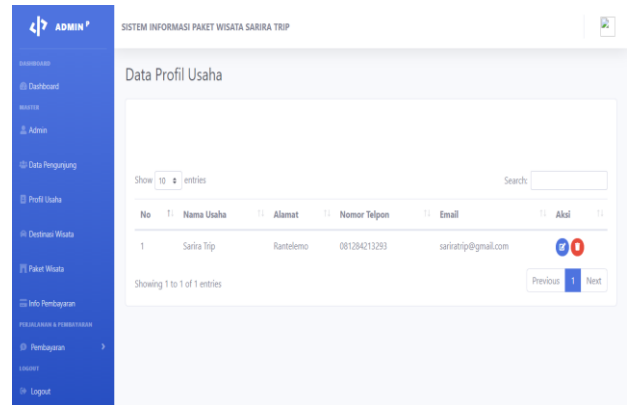 ADMIN P
SISTEM INFORMASI PAKET WISATA SARIRA TRIP
DASHBOARD
Dashboard
MASTER
Admin
Data Pengunjung
Profil Usaha
Destinasi Wisata
Paket Wisata
Info Pembayaran
PERJALANAN & PEMBAYARAN
Pembayaran
LOGOUT
Logout
Data Profil Usaha
Show 10 entries Search:
No Nama Usaha Alamat Nomor Telpon Email Aksi
1 Sarira Trip Rantelemo 081284213293 sariratrip@gmail.com
Showing 1 to 1 of 1 entries Previous 1 Next